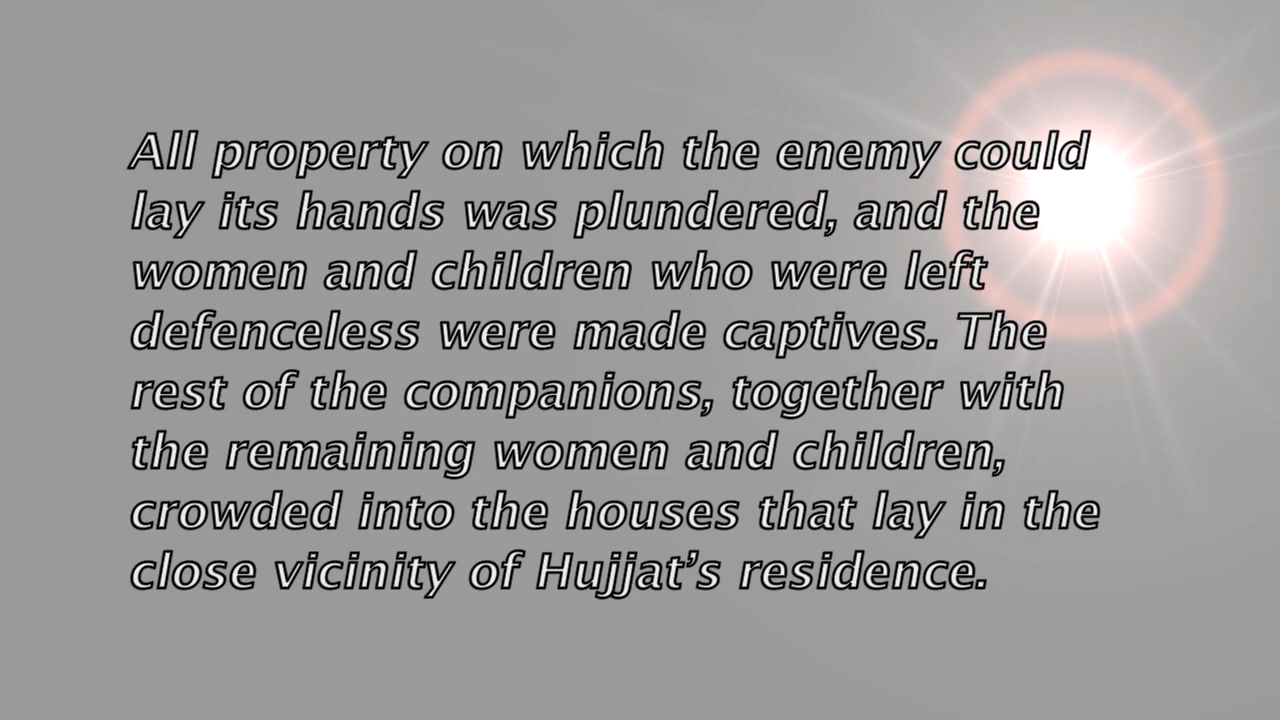 All property on which the enemy could
lay its hands was plundered, and the
women and children who were left
defenceless were made captives. The
rest of the companions, together with
the remaining women and children,
crowded into the houses that lay in the
close vicinity of Hujjat’s residence.